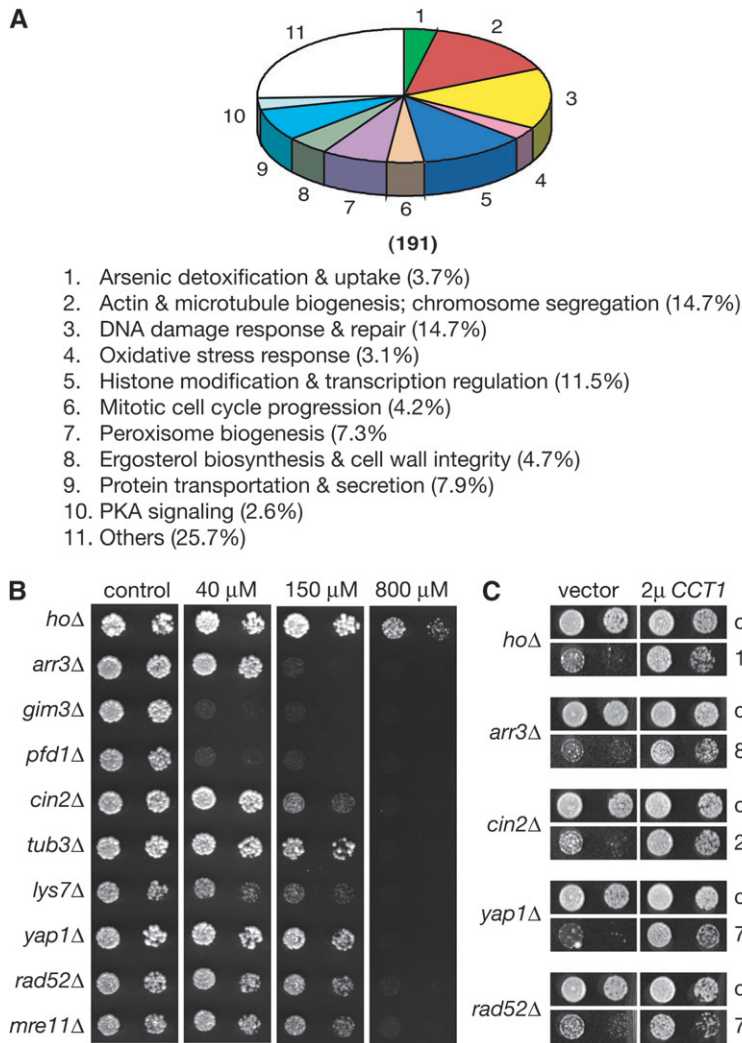 A
1
2
3
4
5
6
7
8
9
10
11
(191)
1. Arsenic detoxification & uptake (3.7%)
2. Actin & microtubule biogenesis; chromosome segregation (14.7%)
3. DNA damage response & repair (14.7%)
4. Oxidative stress response (3.1%)
5. Histone modification & transcription regulation (11.5%)
6. Mitotic cell cycle progression (4.2%)
7. Peroxisome biogenesis (7.3%
8. Ergosterol biosynthesis & cell wall integrity (4.7%)
9. Protein transportation & secretion (7.9%)
10. PKA signaling (2.6%)
11. Others (25.7%)
B
control 40 μM 150 μM 800 μM
hoΔ
arr3Δ
gim3Δ
pfd1Δ
cin2Δ
tub3Δ
lys7Δ
yap1Δ
rad52Δ
mre11Δ
C
vector 2μ CCT1
hoΔ
1
arr3Δ
8
cin2Δ
2
yap1Δ
7
rad52Δ
7